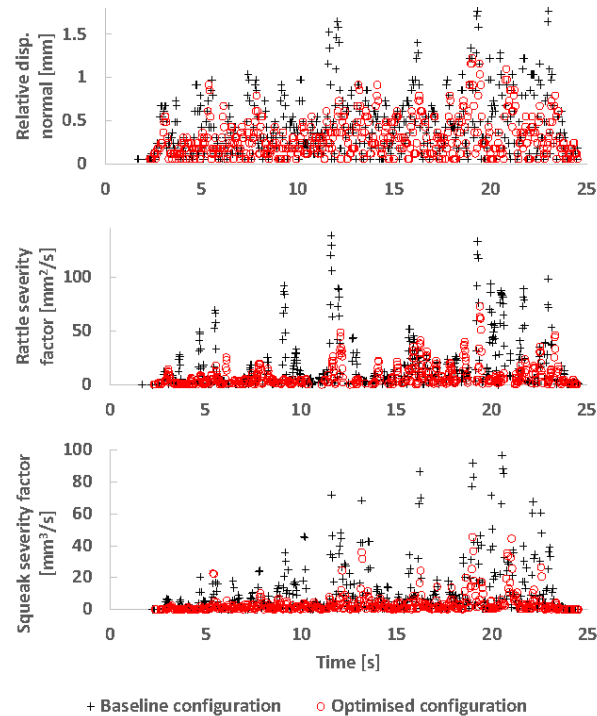 Relative disp.
normal [mm]
1.5
1
0.5
0
0 5 10 15 20 25
Rattle severity
factor [mm²/s]
100
50
0
0 5 10 15 20 25
Squeak severity factor
[mm³/s]
100
80
60
40
20
0
0 5 10 15 20 25
Time [s]
+ Baseline configuration ○ Optimised configuration